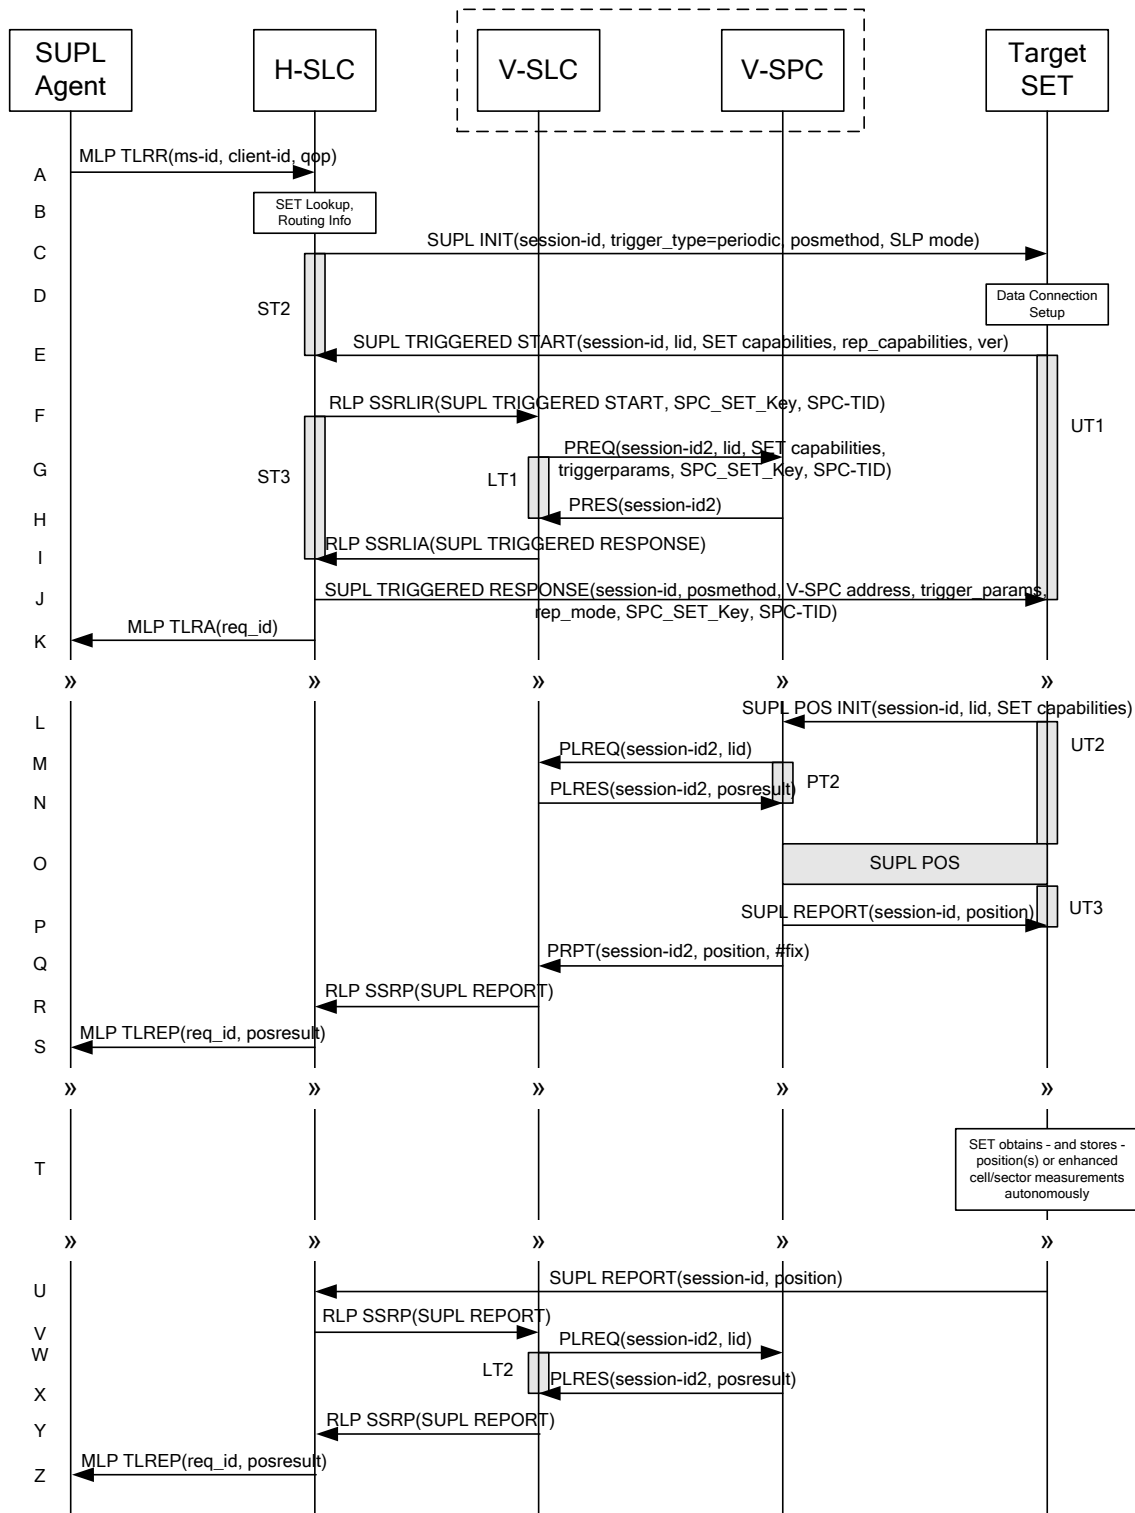 SUPL
Agent
H-SLC
V-SLC
V-SPC
Target
SET
MLP TLRR(ms-id, client-id, qop)
A
SET Lookup,
Routing Info
B
SUPL INIT(session-id, trigger_type=periodic, posmethod, SLP mode)
C
D
Data Connection
Setup
ST2
SUPL TRIGGERED START(session-id, lid, SET capabilities, rep_capabilities, ver)
E
RLP SSRLIR(SUPL TRIGGERED START, SPC_SET_Key, SPC-TID)
F
UT1
PREQ(session-id2, lid, SET capabilities,
triggerparams, SPC_SET_Key, SPC-TID)
G
ST3
LT1
PRES(session-id2)
H
RLP SSRLIA(SUPL TRIGGERED RESPONSE)
I
SUPL TRIGGERED RESPONSE(session-id, posmethod, V-SPC address, trigger_params,
rep_mode, SPC_SET_Key, SPC-TID)
J
MLP TLRA(req_id)
K
» » » » »
SUPL POS INIT(session-id, lid, SET capabilities)
L
UT2
PLREQ(session-id2, lid)
M
PT2
PLRES(session-id2, posresult)
N
O
SUPL POS
UT3
SUPL REPORT(session-id, position)
P
PRPT(session-id2, position, #fix)
Q
RLP SSRP(SUPL REPORT)
R
MLP TLREP(req_id, posresult)
S
» » » » »
SET obtains - and stores -
position(s) or enhanced
cell/sector measurements
autonomously
T
» » » » »
SUPL REPORT(session-id, position)
U
RLP SSRP(SUPL REPORT)
V
PLREQ(session-id2, lid)
W
LT2
PLRES(session-id2, posresult)
X
RLP SSRP(SUPL REPORT)
Y
MLP TLREP(req_id, posresult)
Z